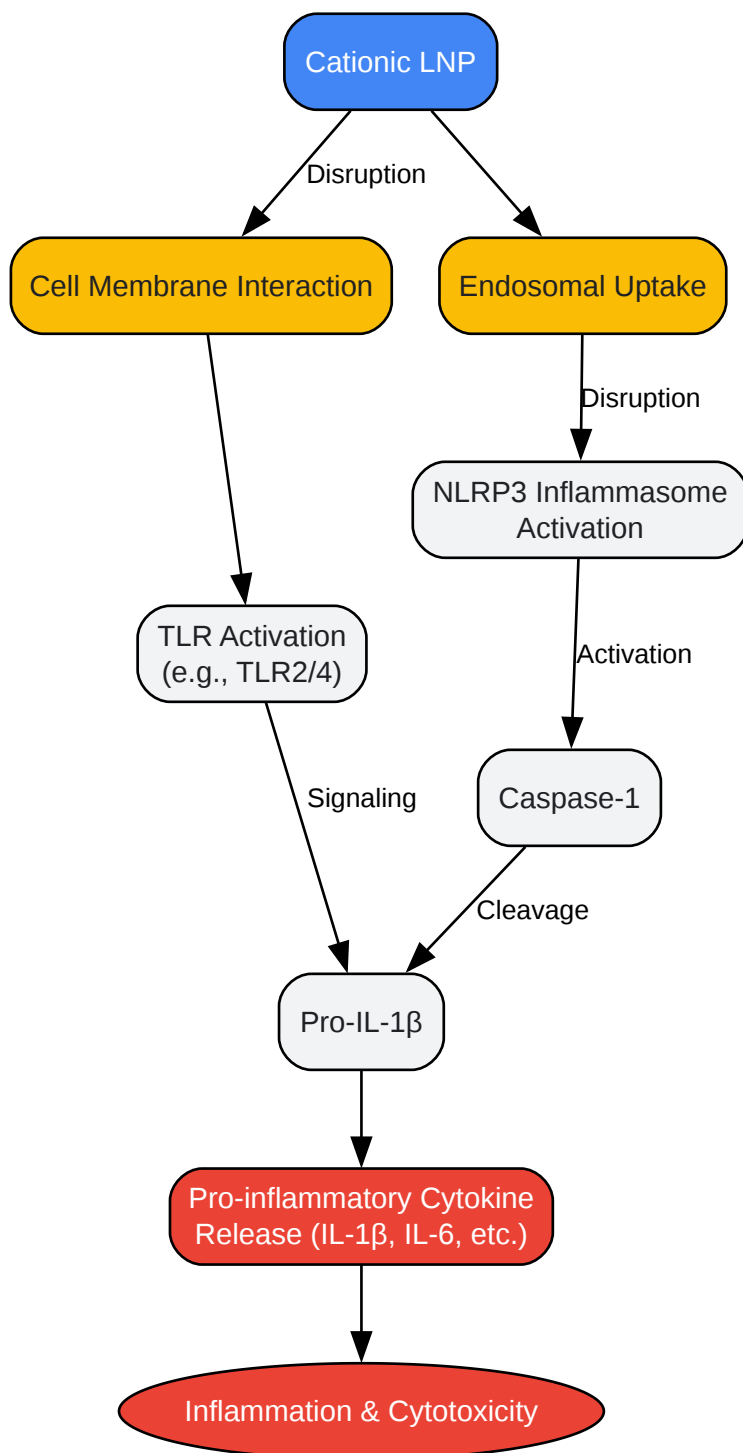 Cationic LNP
Disruption
Cell Membrane Interaction
Endosomal Uptake
Disruption
NLRP3 Inflammasome
Activation
TLR Activation
(e.g., TLR2/4)
Activation
Signaling
Caspase-1
Cleavage
Pro-IL-1β
Pro-inflammatory Cytokine
Release (IL-1β, IL-6, etc.)
Inflammation & Cytotoxicity